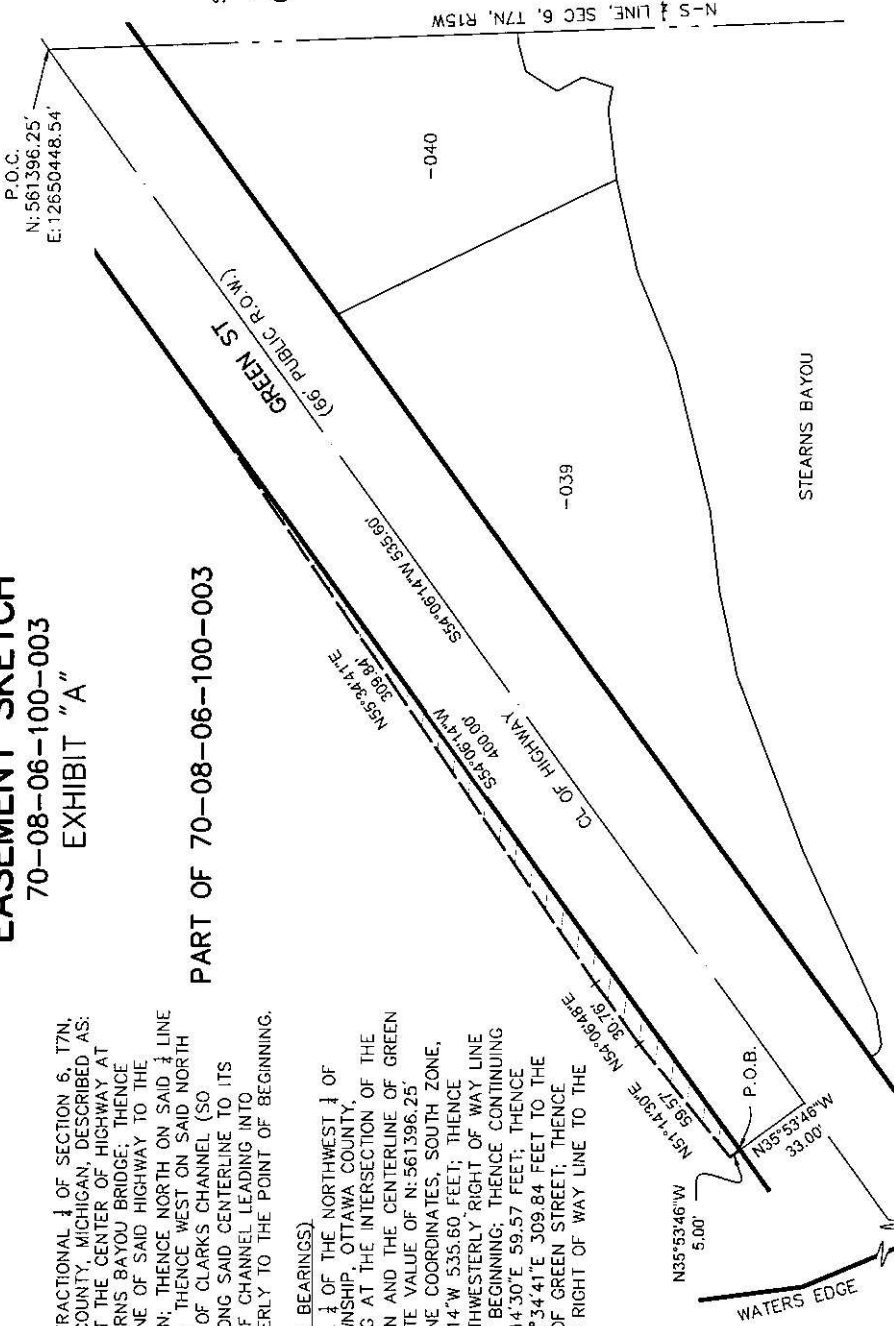 EASEMENT SKETCH
70-08-06-100-003
EXHIBIT "A"
PART OF 70-08-06-100-003
RACTIONAL ¼ OF SECTION 6, T7N,
COUNTY, MICHIGAN, DESCRIBED AS:
T THE CENTER OF HIGHWAY AT
RNS BAYOU BRIDGE; THENCE
NE OF SAID HIGHWAY TO THE
N; THENCE NORTH ON SAID ¼ LINE
THENCE WEST ON SAID NORTH
OF CLARKS CHANNEL (SO
ONG SAID CENTERLINE TO ITS
F CHANNEL LEADING INTO
ERLY TO THE POINT OF BEGINNING.
BEARINGS)
¼ OF THE NORTHWEST ¼ OF
NSHIP, OTTAWA COUNTY,
G AT THE INTERSECTION OF THE
N AND THE CENTERLINE OF GREEN
TE VALUE OF N: 561396.25'
NE COORDINATES, SOUTH ZONE,
14"W 535.60 FEET; THENCE
THWESTERLY RIGHT OF WAY LINE
BEGINNING; THENCE CONTINUING
4'30"E 59.57 FEET; THENCE
°34'41"E 309.84 FEET TO THE
OF GREEN STREET; THENCE
RIGHT OF WAY LINE TO THE
P.O.C.
N: 561396.25'
E: 12650448.54'
N-S ¼ LINE, SEC 6, T7N, R15W
-040
GREEN ST
(66' PUBLIC R.O.W.)
-039
STEARNS BAYOU
S54°06'14"W 535.60'
N55°34'41"E
309.84'
S54°06'14"W
400.00'
CL OF HIGHWAY
N54°06'48"E
30.76'
N51°14'30"E
59.57'
P.O.B.
N35°53'46"W
33.00'
N35°53'46"W
5.00'
WATERS EDGE